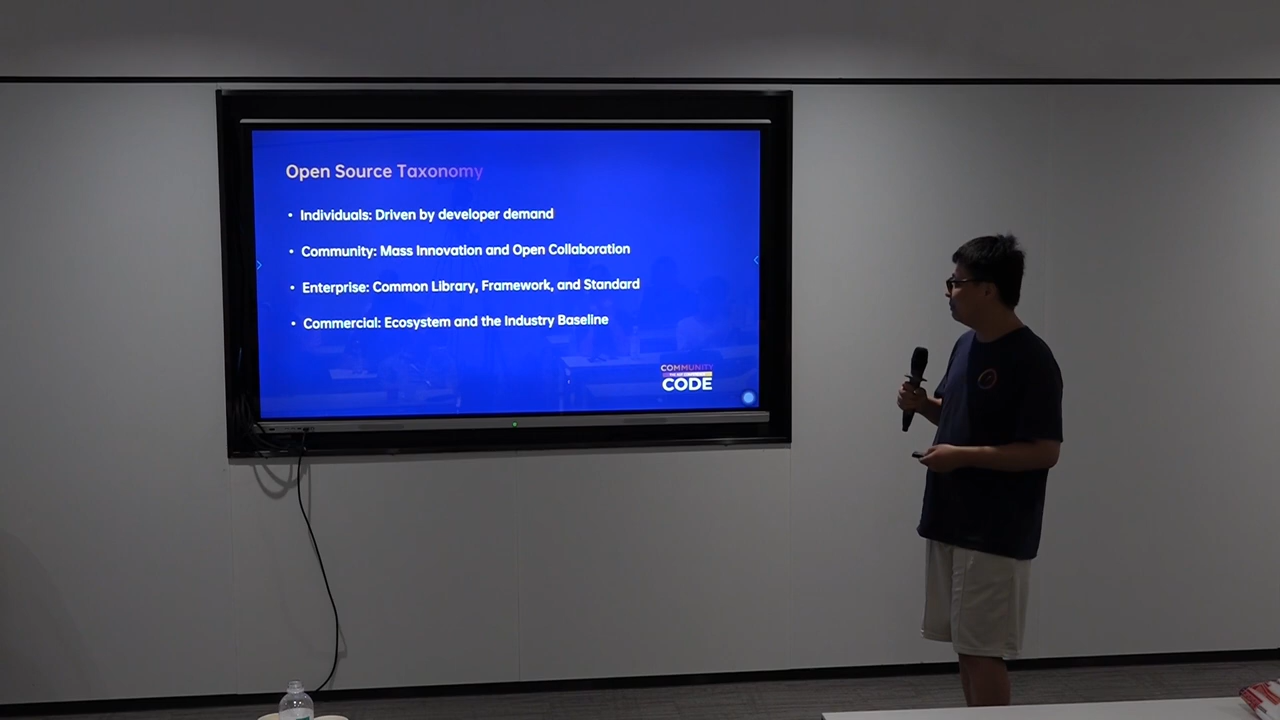 Open Source Taxonomy
• Individuals: Driven by developer demand
• Community: Mass Innovation and Open Collaboration
• Enterprise: Common Library, Framework, and Standard
• Commercial: Ecosystem and the Industry Baseline
COMMUNITY
CODE